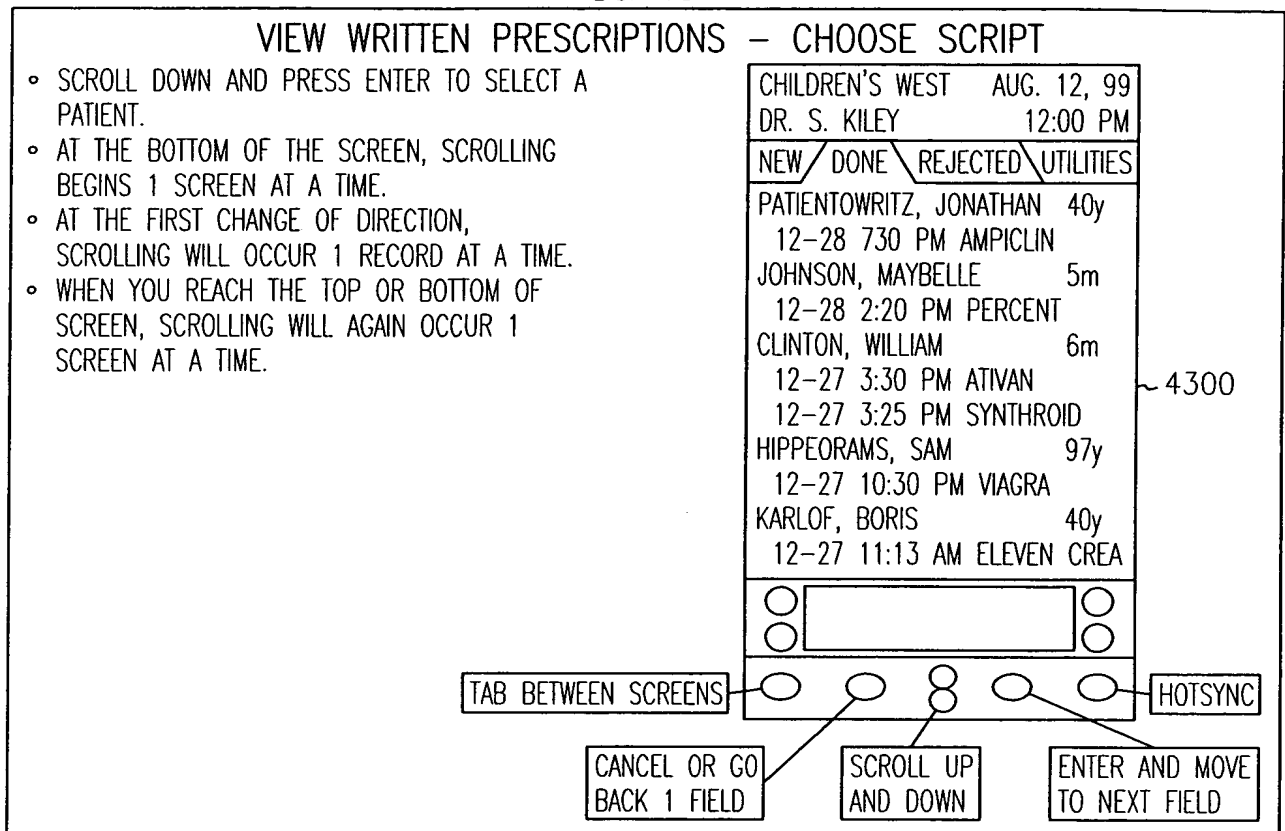 VIEW WRITTEN PRESCRIPTIONS – CHOOSE SCRIPT
∘ SCROLL DOWN AND PRESS ENTER TO SELECT A
PATIENT.
∘ AT THE BOTTOM OF THE SCREEN, SCROLLING
BEGINS 1 SCREEN AT A TIME.
∘ AT THE FIRST CHANGE OF DIRECTION,
SCROLLING WILL OCCUR 1 RECORD AT A TIME.
∘ WHEN YOU REACH THE TOP OR BOTTOM OF
SCREEN, SCROLLING WILL AGAIN OCCUR 1
SCREEN AT A TIME.
CHILDREN'S WEST AUG. 12, 99
DR. S. KILEY 12:00 PM
NEW DONE REJECTED UTILITIES
PATIENTOWRITZ, JONATHAN 40y
12–28 730 PM AMPICLIN
JOHNSON, MAYBELLE 5m
12–28 2:20 PM PERCENT
CLINTON, WILLIAM 6m
12–27 3:30 PM ATIVAN
12–27 3:25 PM SYNTHROID
HIPPEORAMS, SAM 97y
12–27 10:30 PM VIAGRA
KARLOF, BORIS 40y
12–27 11:13 AM ELEVEN CREA
4300
TAB BETWEEN SCREENS
HOTSYNC
CANCEL OR GO
BACK 1 FIELD
SCROLL UP
AND DOWN
ENTER AND MOVE
TO NEXT FIELD